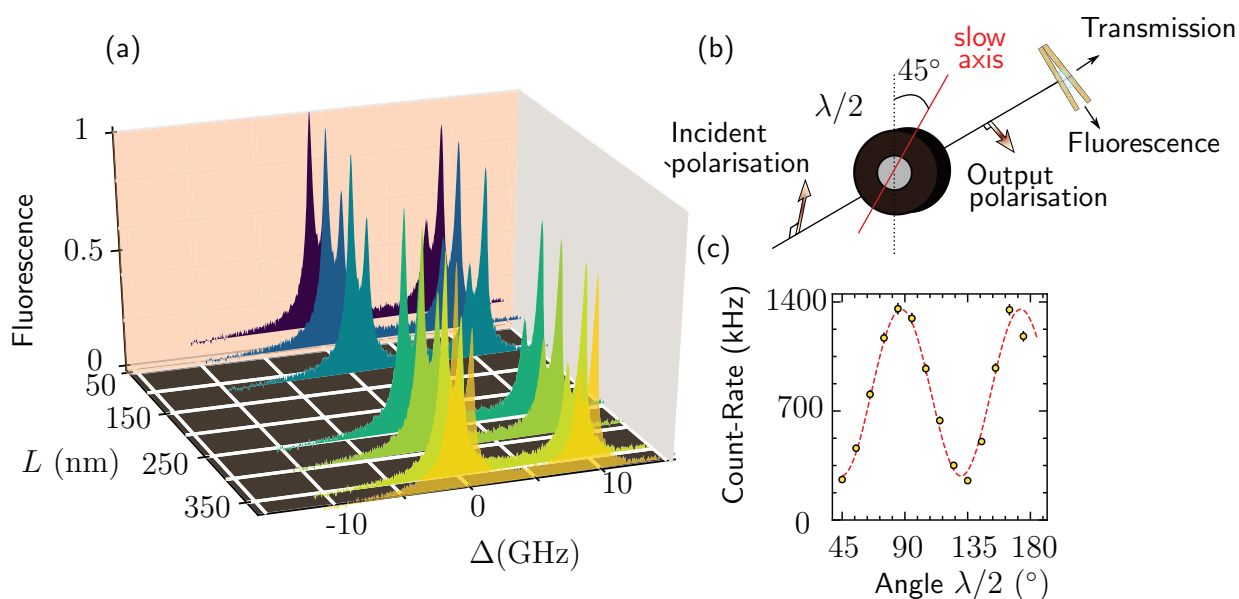 (a)
1
0.5
0
Fluorescence
50
150
250
350
L (nm)
-10
0
10
Δ(GHz)
(b)
slow
axis
45°
λ/2
Transmission
Fluorescence
Incident
polarisation
Output
polarisation
(c)
1400
700
0
Count-Rate (kHz)
45
90
135
180
Angle λ/2 (°)